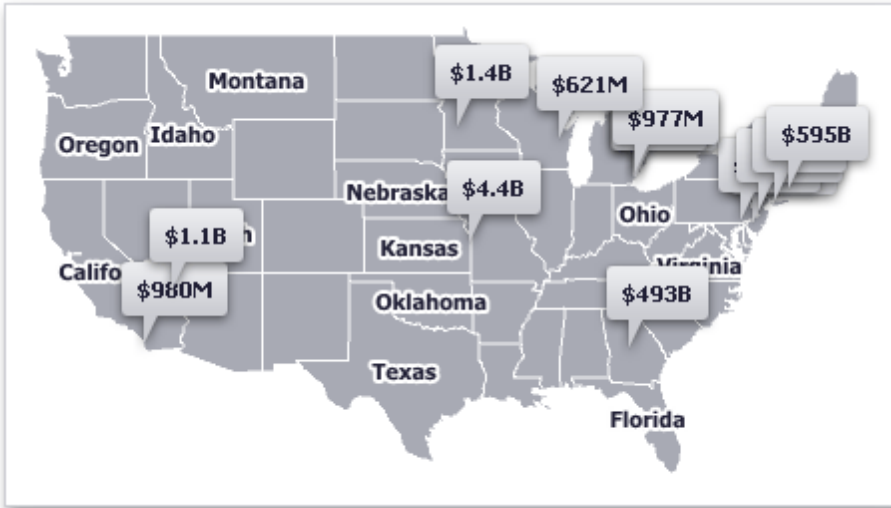 $1.4B
$621M
Montana
$977M
$595B
Oregon
Idaho
Nebraska
$4.4B
Ohio
$1.1B
Kansas
Virginia
$980M
$493B
Oklahoma
Texas
Florida